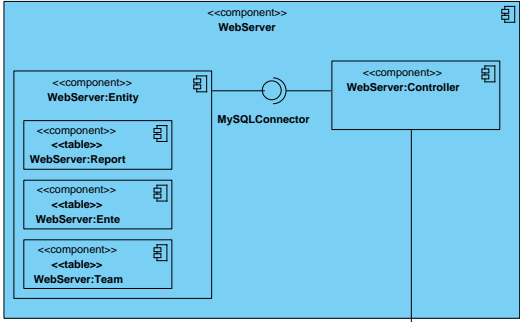 <<component>>
WebServer
<<component>>
WebServer:Entity
<<component>>
<<table>>
WebServer:Report
<<component>>
<<table>>
WebServer:Ente
<<component>>
<<table>>
WebServer:Team
MySQLConnector
<<component>>
WebServer:Controller